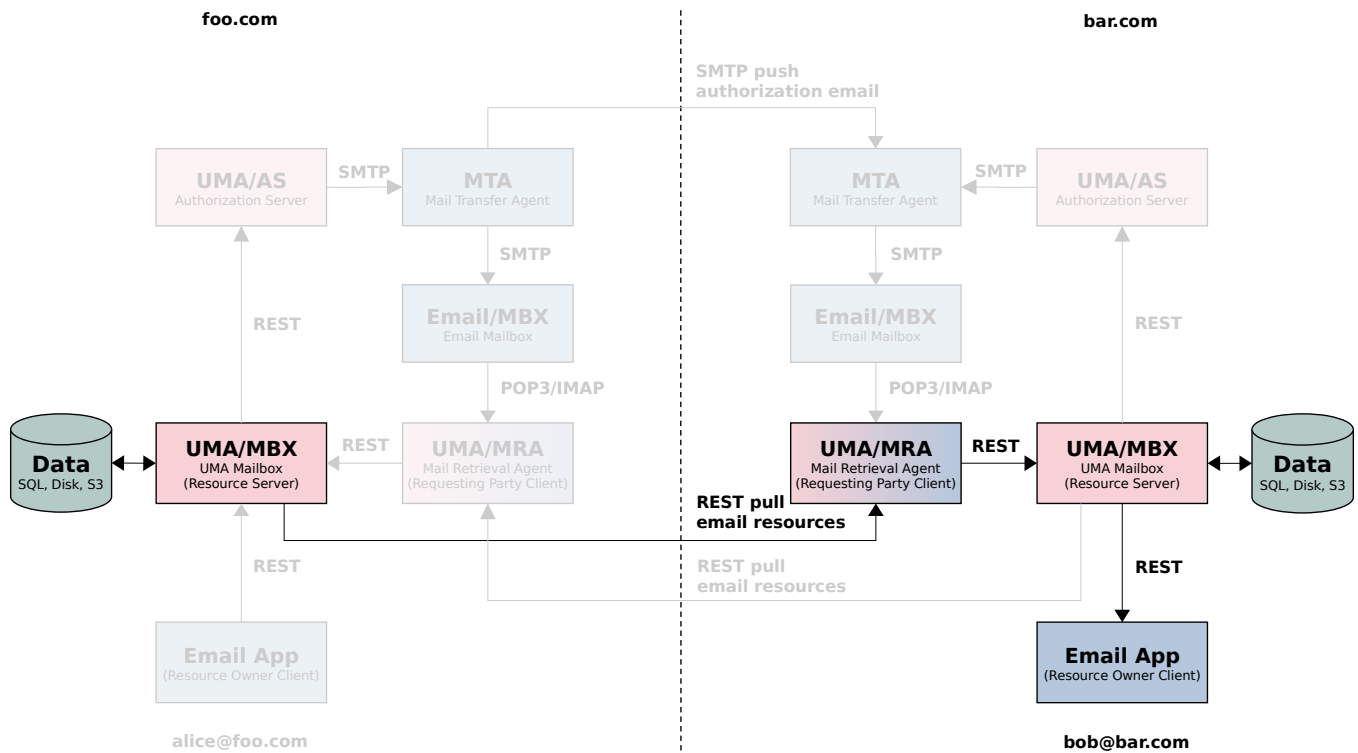 foo.com
bar.com
SMTP push
authorization email
UMA/AS
Authorization Server
SMTP
MTA
Mail Transfer Agent
MTA
Mail Transfer Agent
SMTP
UMA/AS
Authorization Server
SMTP
SMTP
Email/MBX
Email Mailbox
Email/MBX
Email Mailbox
REST
REST
POP3/IMAP
POP3/IMAP
Data
SQL, Disk, S3
UMA/MBX
UMA Mailbox
(Resource Server)
REST
UMA/MRA
Mail Retrieval Agent
(Requesting Party Client)
UMA/MRA
Mail Retrieval Agent
(Requesting Party Client)
REST
UMA/MBX
UMA Mailbox
(Resource Server)
Data
SQL, Disk, S3
REST pull
email resources
REST
REST pull
email resources
REST
Email App
(Resource Owner Client)
Email App
(Resource Owner Client)
alice@foo.com
bob@bar.com